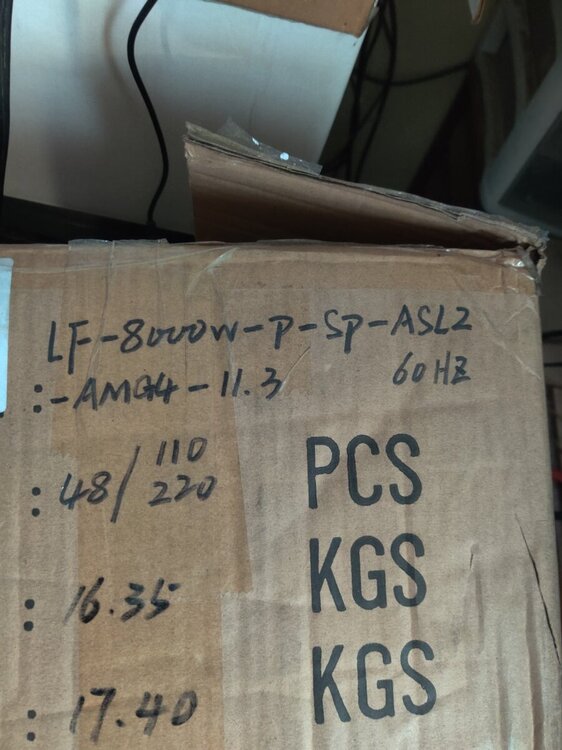 LF-8000W-P-SP-ASL2
:-AMG4-11.3 60HZ
: 48/110 220 PCS
: 16.35 KGS
: 17.40 KGS